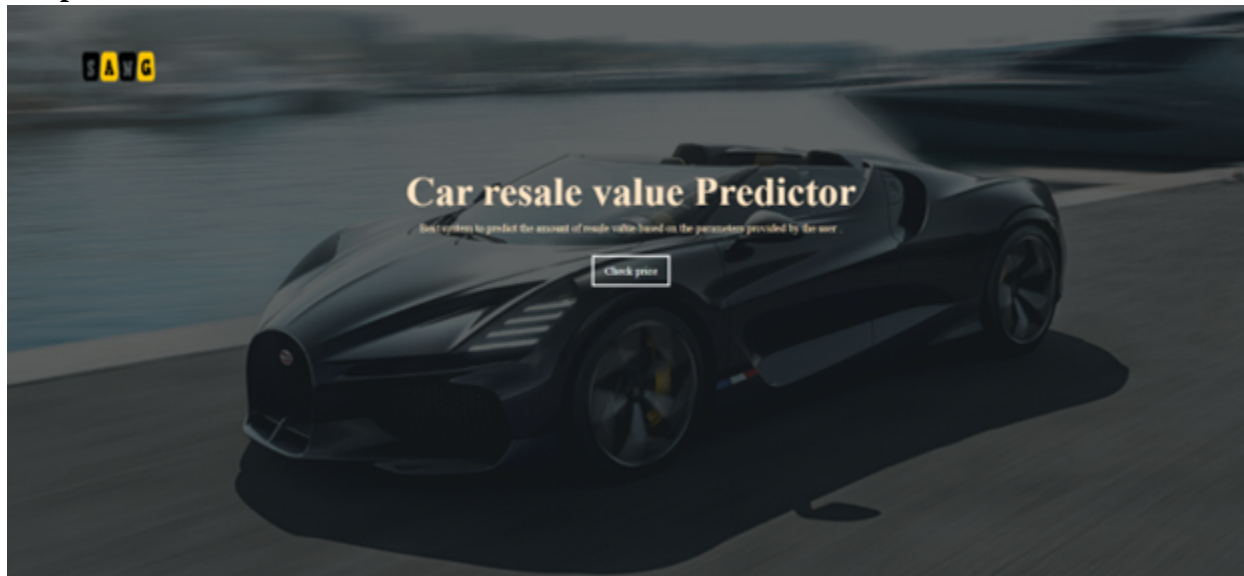 SANG
Car resale value Predictor
Best system to predict the amount of resale value based on the parameters provided by the user .
Check price